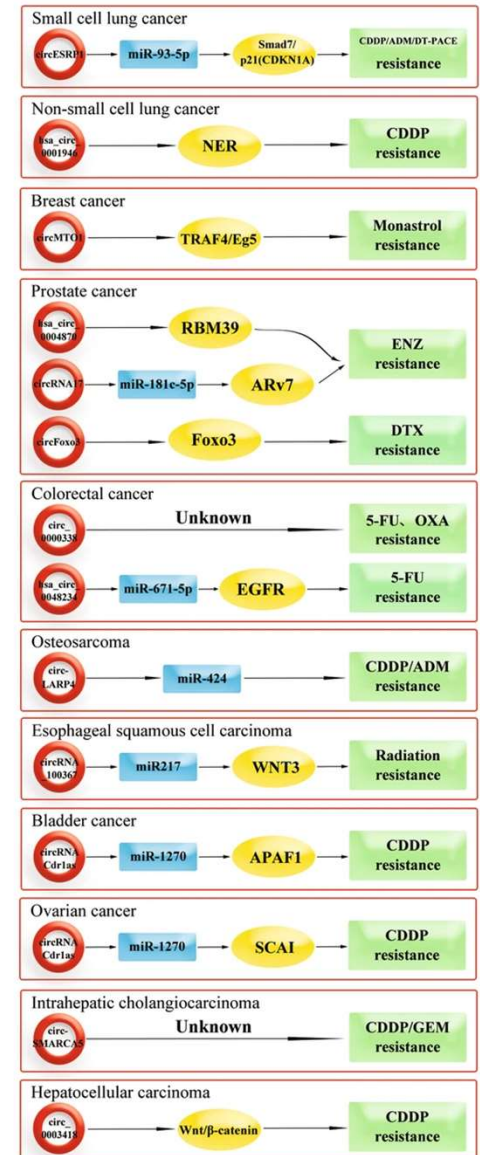 Small cell lung cancer
circESRP1 miR-93-5p Smad7/ p21(CDKN1A) CDDP/ADM/DT-PACE resistance
Non-small cell lung cancer
hsa_circ_ 0001946 NER CDDP resistance
Breast cancer
circMTO1 TRAF4/Eg5 Monastrol resistance
Prostate cancer
hsa_circ_ 0004870 RBM39
ENZ resistance
circRNA17 miR-181c-5p ARv7
circFoxo3 Foxo3 DTX resistance
Colorectal cancer
circ_ 0000338 Unknown 5-FU、OXA resistance
hsa_circ_ 0048234 miR-671-5p EGFR 5-FU resistance
Osteosarcoma
circ- LARP4 miR-424 CDDP/ADM resistance
Esophageal squamous cell carcinoma
circRNA _100367 miR217 WNT3 Radiation resistance
Bladder cancer
circRNA Cdr1as miR-1270 APAF1 CDDP resistance
Ovarian cancer
circRNA Cdr1as miR-1270 SCAI CDDP resistance
Intrahepatic cholangiocarcinoma
circ- SMARCA5 Unknown CDDP/GEM resistance
Hepatocellular carcinoma
circ_ 0003418 Wnt/β-catenin CDDP resistance